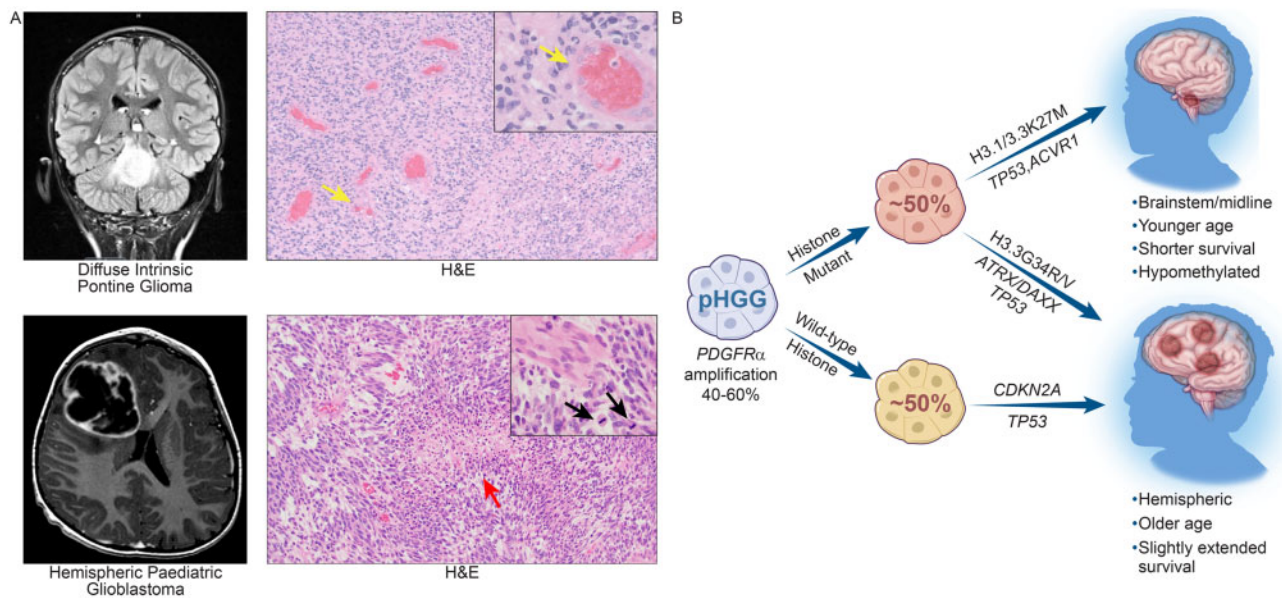 A
H
Diffuse Intrinsic
Pontine Glioma
H&E
Hemispheric Paediatric
Glioblastoma
H&E
B
pHGG
PDGFRα
amplification
40-60%
Histone
Mutant
Wild-type
Histone
~50%
~50%
H3.1/3.3K27M
TP53,ACVR1
H3.3G34R/V
ATRX/DAXX
TP53
CDKN2A
TP53
•Brainstem/midline
•Younger age
•Shorter survival
•Hypomethylated
•Hemispheric
•Older age
•Slightly extended
survival